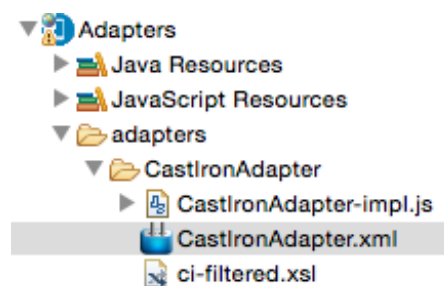 Adapters
Java Resources
JavaScript Resources
adapters
CastIronAdapter
CastIronAdapter-impl.js
CastIronAdapter.xml
ci-filtered.xsl